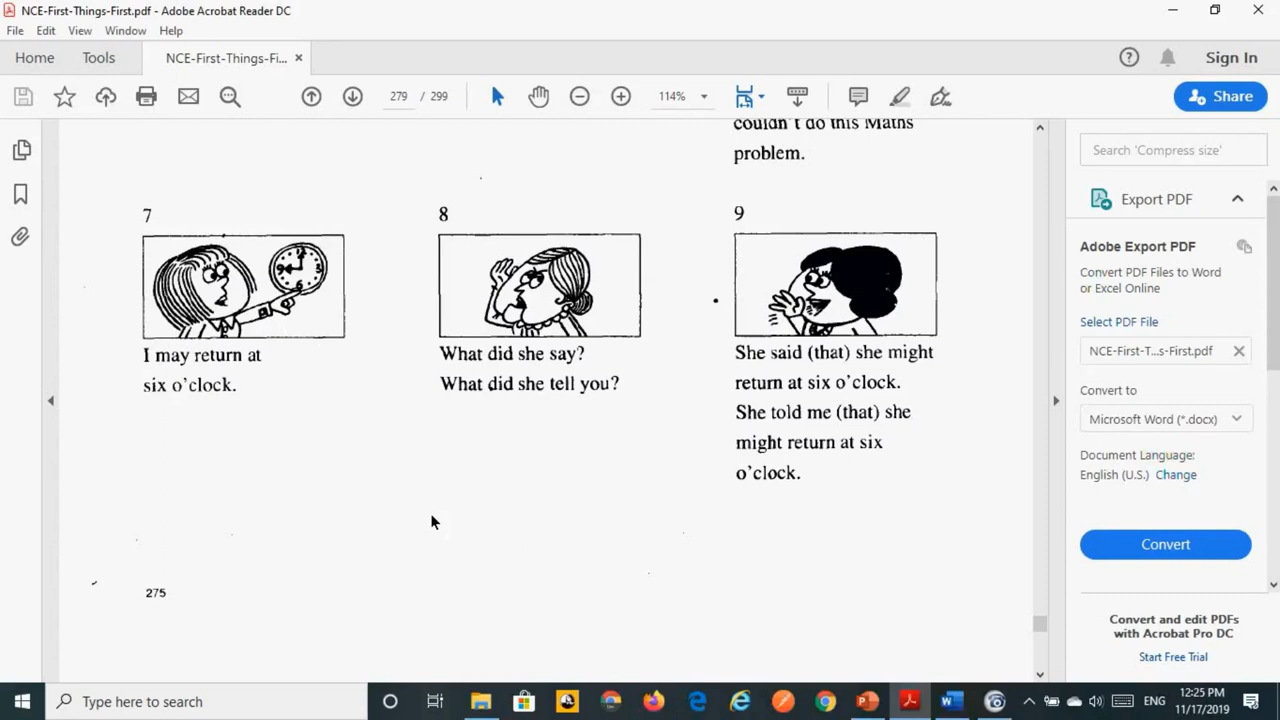 NCE-First-Things-First.pdf - Adobe Acrobat Reader DC
File Edit View Window Help
Home Tools NCE-First-Things-Fi... ×
Sign In
279 / 299
114%
Share
couldn't do this Maths
problem.
7
8
9
I may return at
six o'clock.
What did she say?
What did she tell you?
She said (that) she might
return at six o'clock.
She told me (that) she
might return at six
o'clock.
275
Search 'Compress size'
Export PDF
Adobe Export PDF
Convert PDF Files to Word
or Excel Online
Select PDF File
NCE-First-T...s-First.pdf
Convert to
Microsoft Word (*.docx)
Document Language:
English (U.S.) Change
Convert
Convert and edit PDFs
with Acrobat Pro DC
Start Free Trial
Type here to search
ENG
12:25 PM
11/17/2019